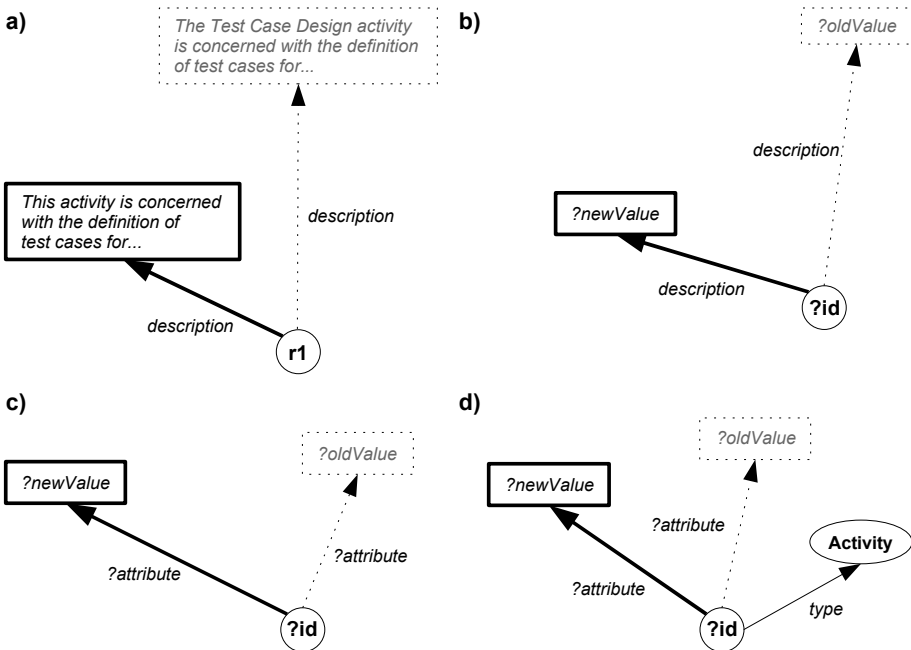 a)
The Test Case Design activity
is concerned with the definition
of test cases for...
This activity is concerned
with the definition of
test cases for...
description
description
r1
b)
?oldValue
description
?newValue
description
?id
c)
?oldValue
?newValue
?attribute
?attribute
?id
d)
?oldValue
?newValue
?attribute
Activity
?attribute
type
?id